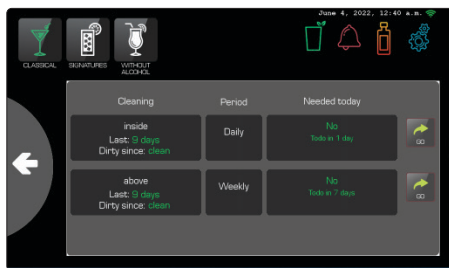 June 4, 2022, 12:40 a.m.
CLASSICAL
SIGNATURES
WITHOUT
ALCOHOL
Cleaning Period Needed today
inside
Last: 9 days
Dirty since: clean
Daily
No
Todo in 1 day
GO
above
Last: 9 days
Dirty since: clean
Weekly
No
Todo in 7 days
GO